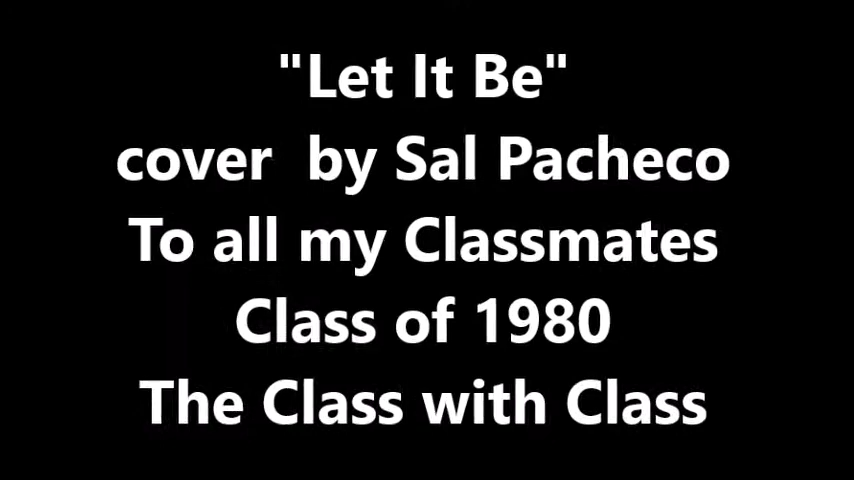 "Let It Be"
cover  by Sal Pacheco
To all my Classmates
Class of 1980
The Class with Class